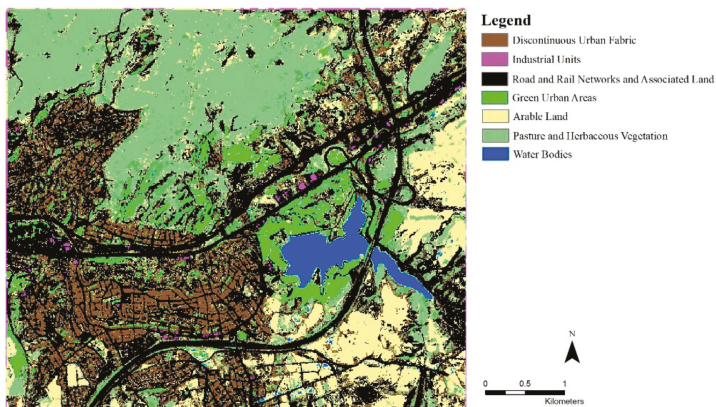 Legend
Discontinuous Urban Fabric
Industrial Units
Road and Rail Networks and Associated Land
Green Urban Areas
Arable Land
Pasture and Herbaceous Vegetation
Water Bodies
N
0 0.5 1
Kilometers